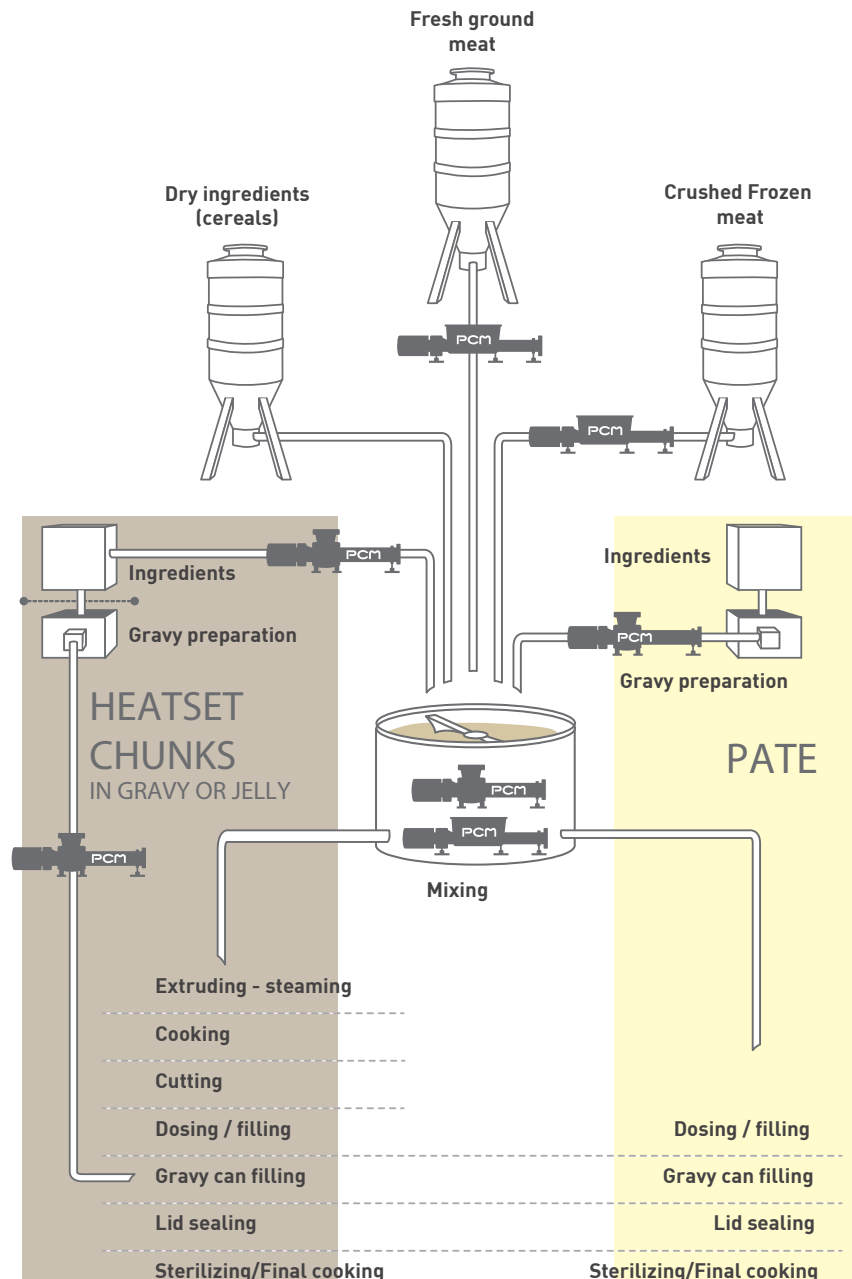 Fresh ground
meat
Dry ingredients
(cereals)
Crushed Frozen
meat
PCM
PCM
PCM
Ingredients
Ingredients
Gravy preparation
PCM
Gravy preparation
HEATSET
CHUNKS
IN GRAVY OR JELLY
PATE
PCM
PCM
PCM
Mixing
Extruding - steaming
Cooking
Cutting
Dosing / filling
Dosing / filling
Gravy can filling
Gravy can filling
Lid sealing
Lid sealing
Sterilizing/Final cooking
Sterilizing/Final cooking